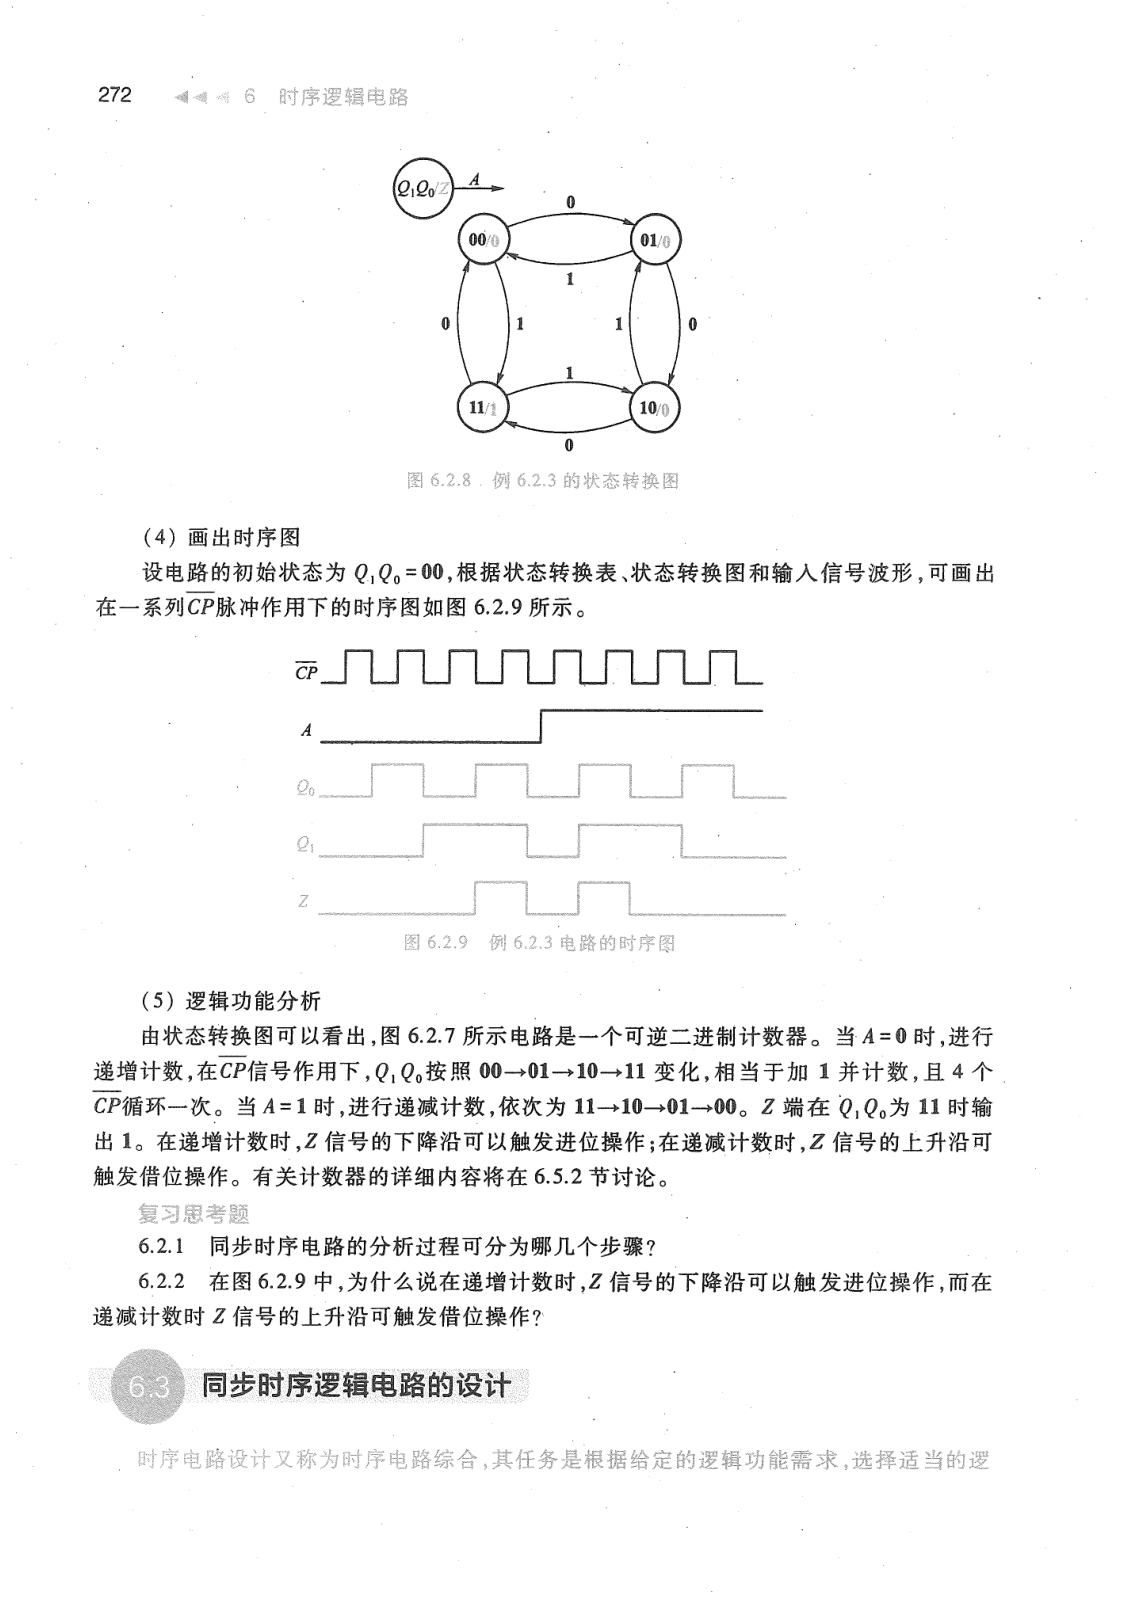 272 6 时序逻辑电路
Q₁Q₀/Z A
0
00/0 01/0
1
0 1 1 0
1
11/1 10/0
0
图 6.2.8 例 6.2.3 的状态转换图
(4) 画出时序图
设电路的初始状态为 Q₁Q₀=00,根据状态转换表、状态转换图和输入信号波形,可画出
在一系列C̅P̅脉冲作用下的时序图如图 6.2.9 所示。
C̅P̅
A
Q₀
Q₁
Z
图 6.2.9 例 6.2.3 电路的时序图
(5) 逻辑功能分析
由状态转换图可以看出,图 6.2.7 所示电路是一个可逆二进制计数器。当 A=0 时,进行
递增计数,在C̅P̅信号作用下,Q₁Q₀按照 00→01→10→11 变化,相当于加 1 并计数,且 4 个
C̅P̅循环一次。当 A=1 时,进行递减计数,依次为 11→10→01→00。Z 端在 Q₁Q₀为 11 时输
出 1。在递增计数时,Z 信号的下降沿可以触发进位操作;在递减计数时,Z 信号的上升沿可
触发借位操作。有关计数器的详细内容将在 6.5.2 节讨论。
复习思考题
6.2.1 同步时序电路的分析过程可分为哪几个步骤?
6.2.2 在图 6.2.9 中,为什么说在递增计数时,Z 信号的下降沿可以触发进位操作,而在
递减计数时 Z 信号的上升沿可触发借位操作?
6.3 同步时序逻辑电路的设计
时序电路设计又称为时序电路综合,其任务是根据给定的逻辑功能需求,选择适当的逻